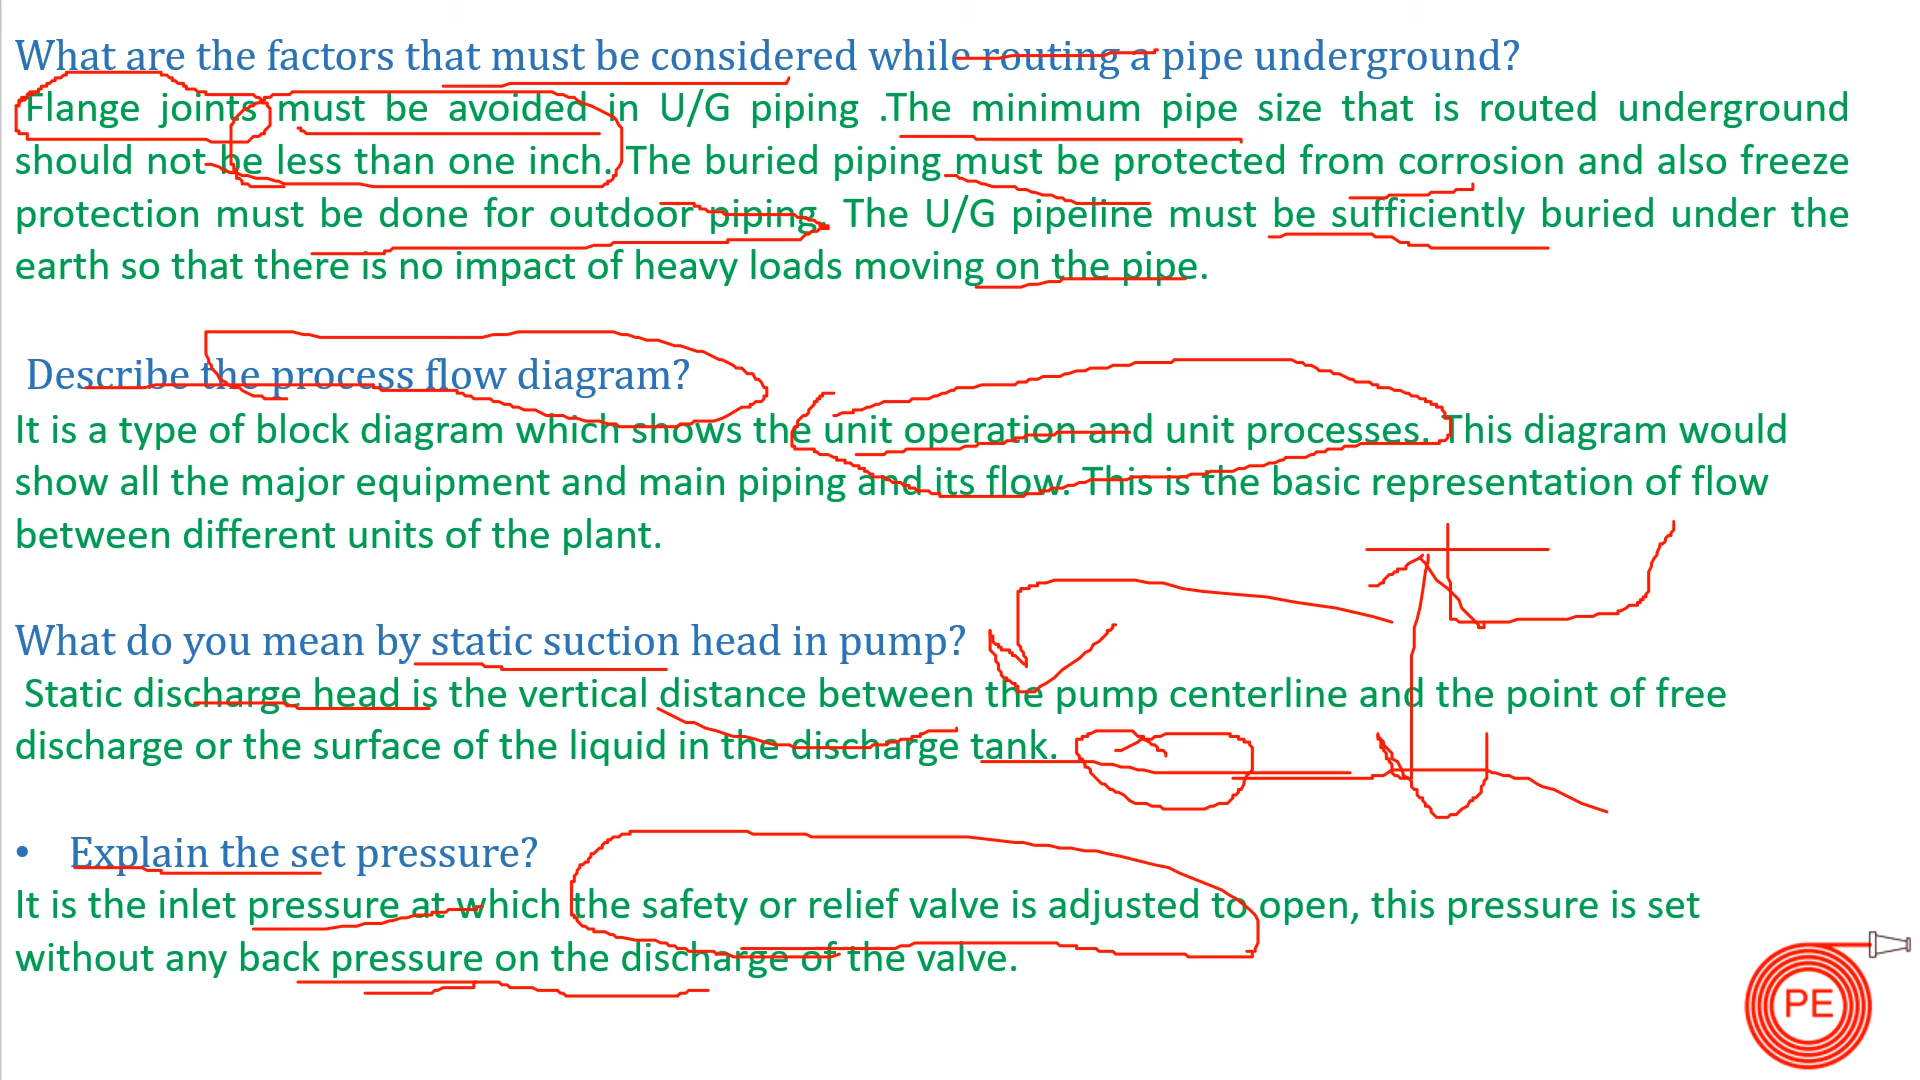 What are the factors that must be considered while routing a pipe underground?
Flange joints must be avoided in U/G piping .The minimum pipe size that is routed underground
should not be less than one inch. The buried piping must be protected from corrosion and also freeze
protection must be done for outdoor piping. The U/G pipeline must be sufficiently buried under the
earth so that there is no impact of heavy loads moving on the pipe.
Describe the process flow diagram?
It is a type of block diagram which shows the unit operation and unit processes. This diagram would
show all the major equipment and main piping and its flow. This is the basic representation of flow
between different units of the plant.
What do you mean by static suction head in pump?
Static discharge head is the vertical distance between the pump centerline and the point of free
discharge or the surface of the liquid in the discharge tank.
• Explain the set pressure?
It is the inlet pressure at which the safety or relief valve is adjusted to open, this pressure is set
without any back pressure on the discharge of the valve.
PE